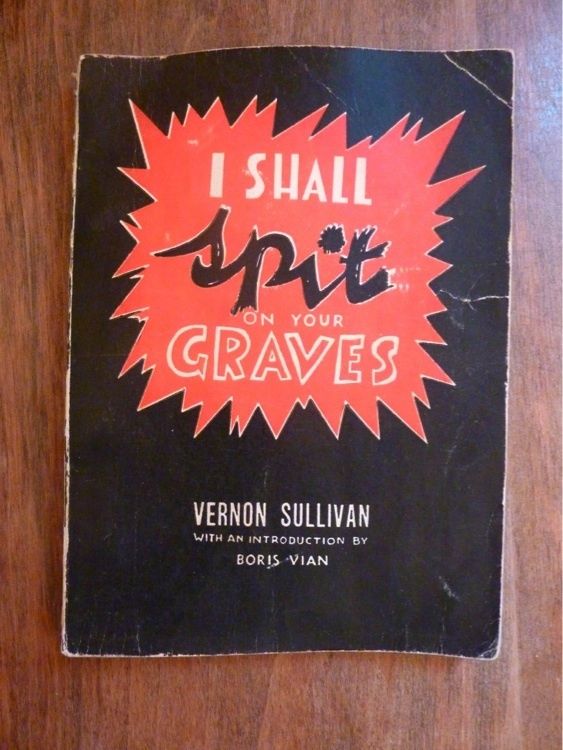 I SHALL
spit
ON YOUR
GRAVES
VERNON SULLIVAN
WITH AN INTRODUCTION BY
BORIS VIAN